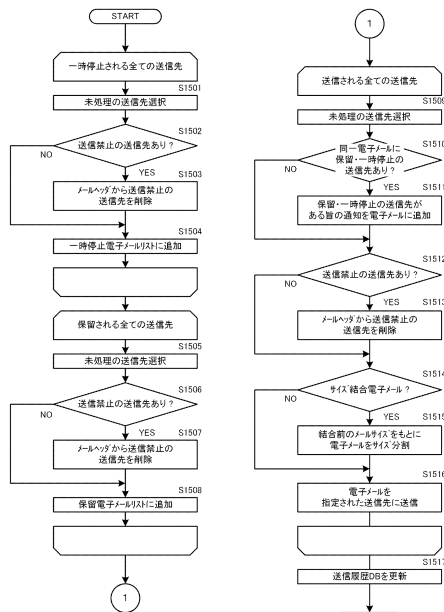 START
一時停止される全ての送信先
S1501
未処理の送信先選択
S1502
送信禁止の送信先あり？
NO
YES
S1503
メールヘッダから送信禁止の
送信先を削除
S1504
一時停止電子メールリストに追加
保留される全ての送信先
S1505
未処理の送信先選択
S1506
送信禁止の送信先あり？
NO
YES
S1507
メールヘッダから送信禁止の
送信先を削除
S1508
保留電子メールリストに追加
1
1
送信される全ての送信先
S1509
未処理の送信先選択
S1510
同一電子メールに
保留・一時停止の
送信先あり？
NO
YES
S1511
保留・一時停止の送信先が
ある旨の通知を電子メールに追加
S1512
送信禁止の送信先あり？
NO
YES
S1513
メールヘッダから送信禁止の
送信先を削除
S1514
サイズ結合電子メール？
NO
YES
S1515
結合前のメールサイズをもとに
電子メールをサイズ分割
S1516
電子メールを
指定された送信先に送信
S1517
送信履歴DBを更新